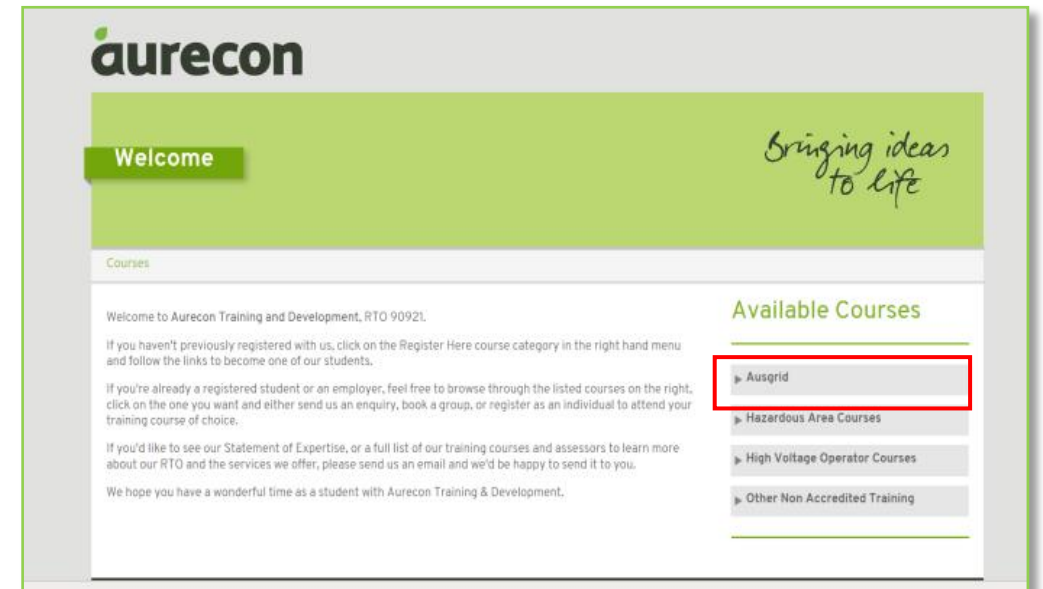 aurecon
Welcome
Bringing ideas
to life
Courses
Welcome to Aurecon Training and Development, RTO 90921.
If you haven't previously registered with us, click on the Register Here course category in the right hand menu
and follow the links to become one of our students.
If you're already a registered student or an employer, feel free to browse through the listed courses on the right,
click on the one you want and either send us an enquiry, book a group, or register as an individual to attend your
training course of choice.
If you'd like to see our Statement of Expertise, or a full list of our training courses and assessors to learn more
about our RTO and the services we offer, please send us an email and we'd be happy to send it to you.
We hope you have a wonderful time as a student with Aurecon Training & Development.
Available Courses
Ausgrid
Hazardous Area Courses
High Voltage Operator Courses
Other Non Accredited Training